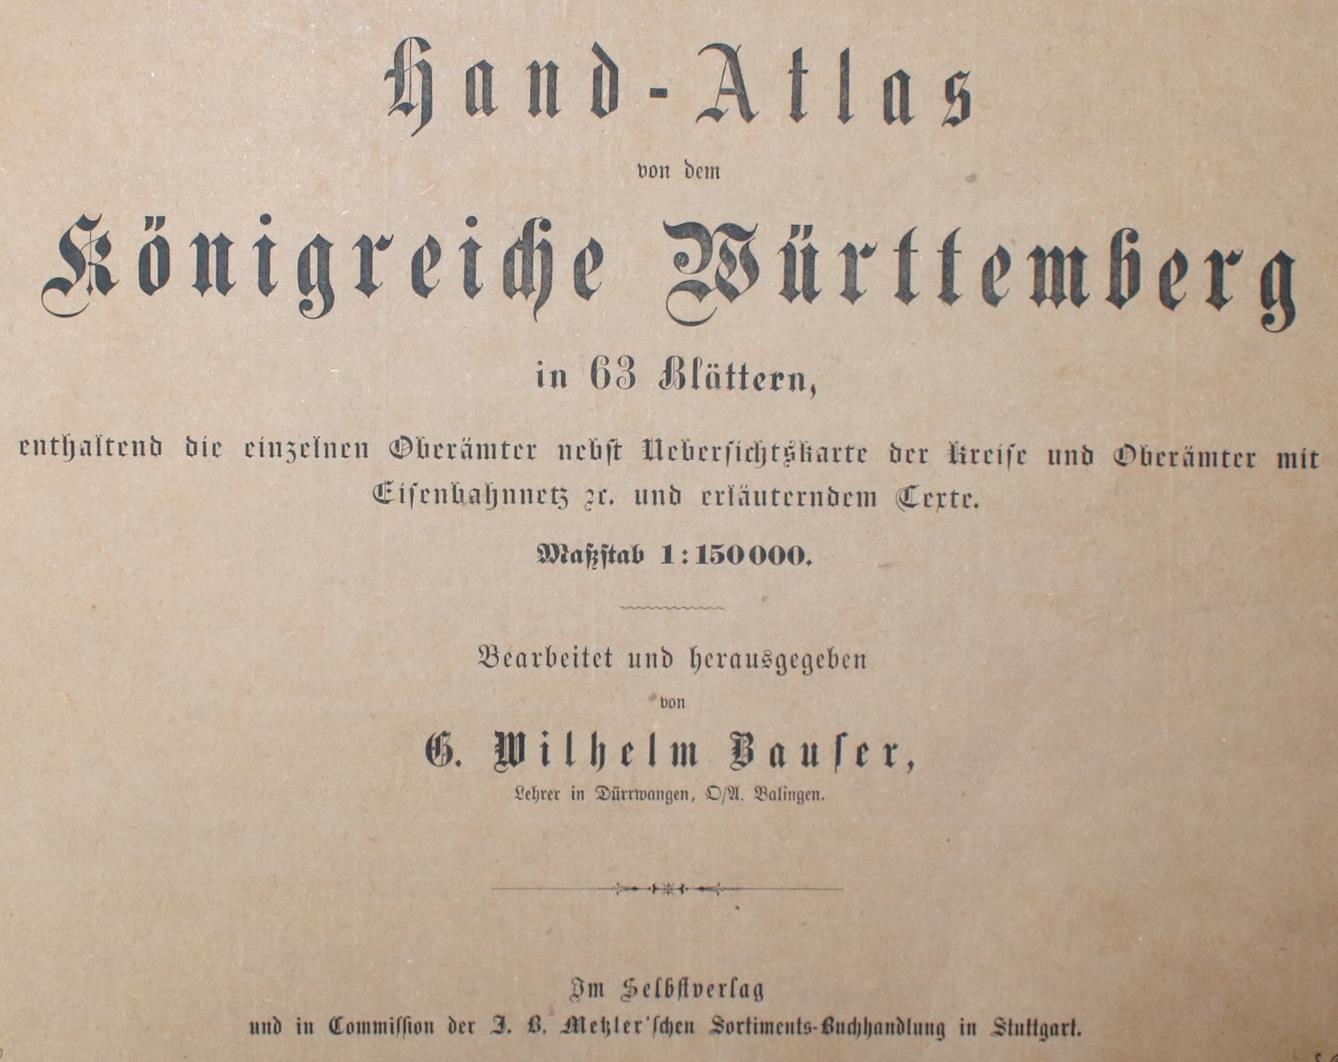 Hand-Atlas
von dem
Königreiche Württemberg
in 63 Blättern,
enthaltend die einzelnen Oberämter nebst Uebersichtskarte der Kreise und Oberämter mit
Eisenbahnnetz ꝛc. und erläuterndem Texte.
Maßstab 1:150000.
Bearbeitet und herausgegeben
von
G. Wilhelm Bauser,
Lehrer in Dürrwangen, O/A. Balingen.
Im Selbstverlag
und in Commission der J. B. Metzler'schen Sortiments-Buchhandlung in Stuttgart.